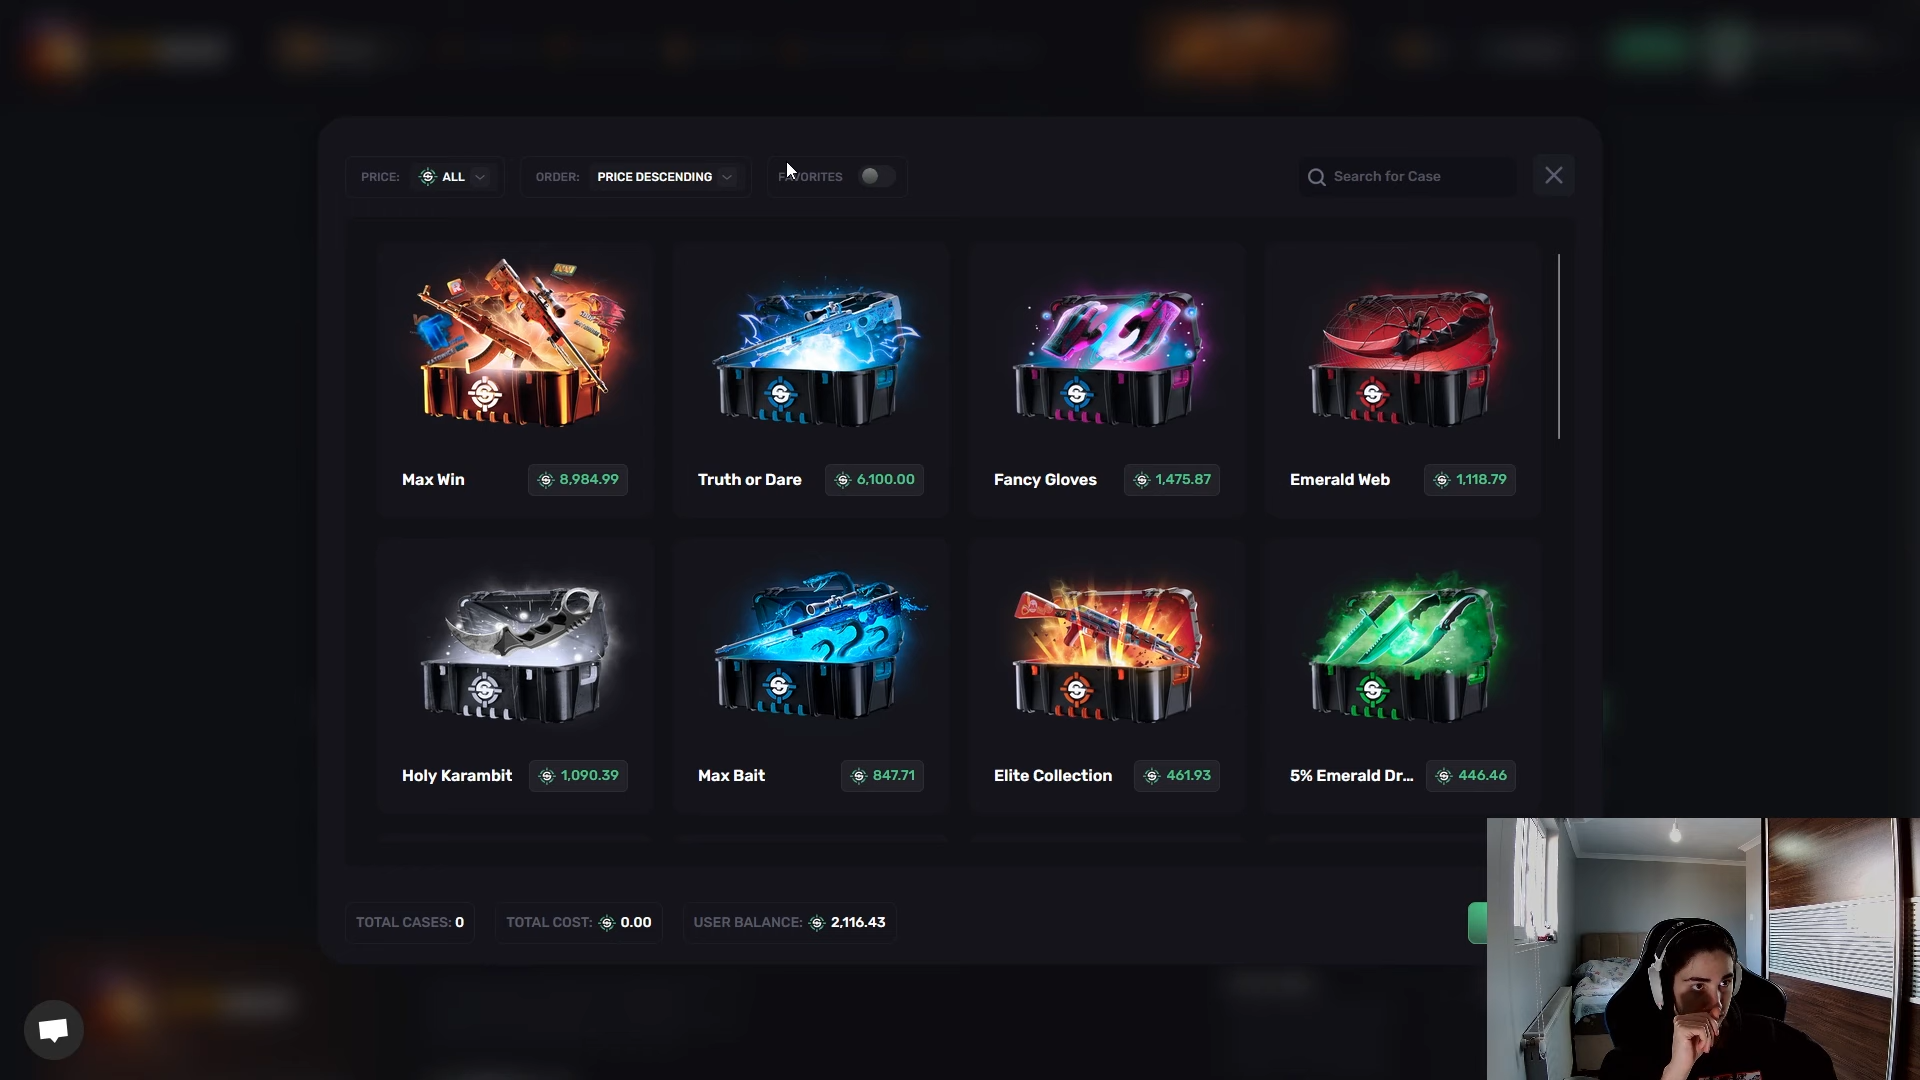 PRICE: ALL
ORDER: PRICE DESCENDING
FAVORITES
Search for Case
Max Win 8,984.99
Truth or Dare 6,100.00
Fancy Gloves 1,475.87
Emerald Web 1,118.79
Holy Karambit 1,090.39
Max Bait 847.71
Elite Collection 461.93
5% Emerald Dr... 446.46
TOTAL CASES: 0
TOTAL COST: 0.00
USER BALANCE: 2,116.43